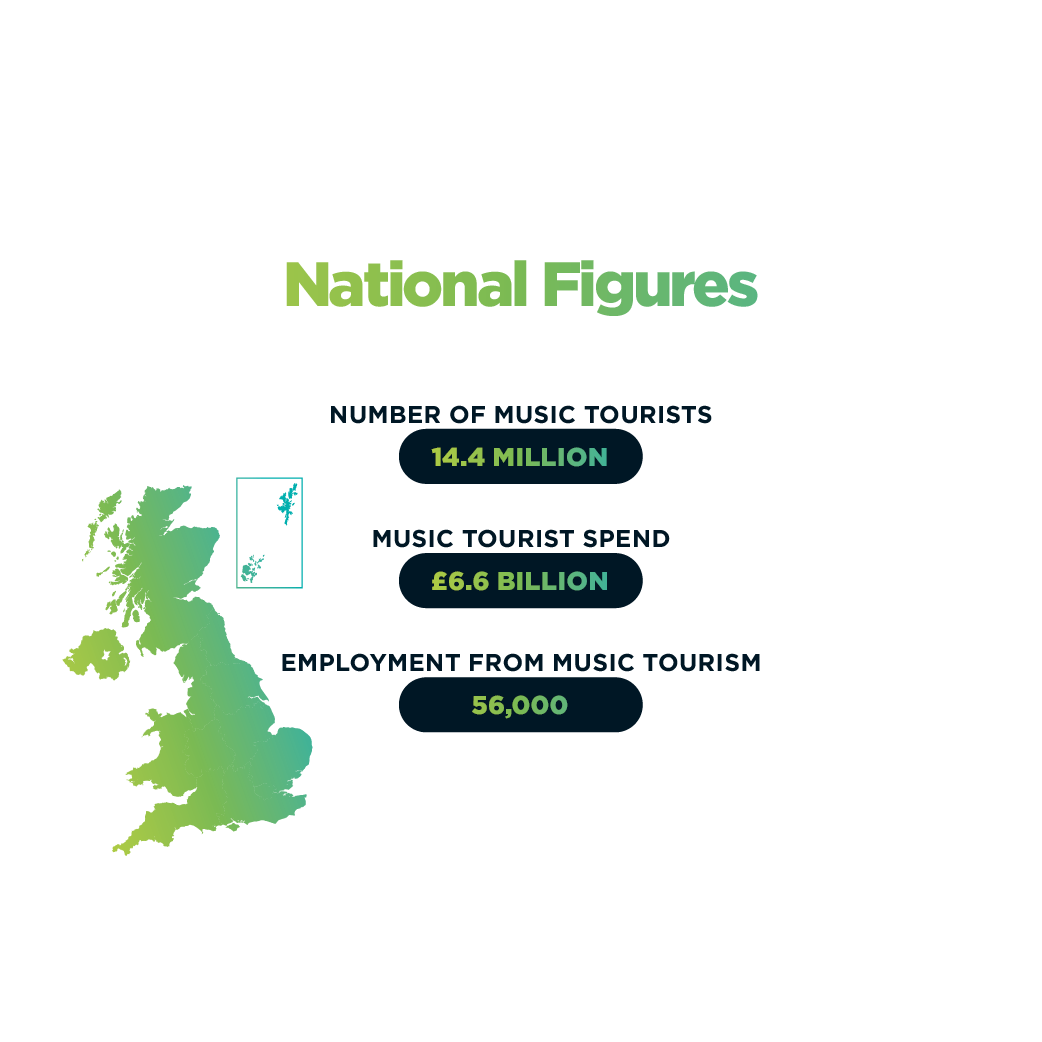 National Figures
NUMBER OF MUSIC TOURISTS
14.4 MILLION
MUSIC TOURIST SPEND
£6.6 BILLION
EMPLOYMENT FROM MUSIC TOURISM
56,000